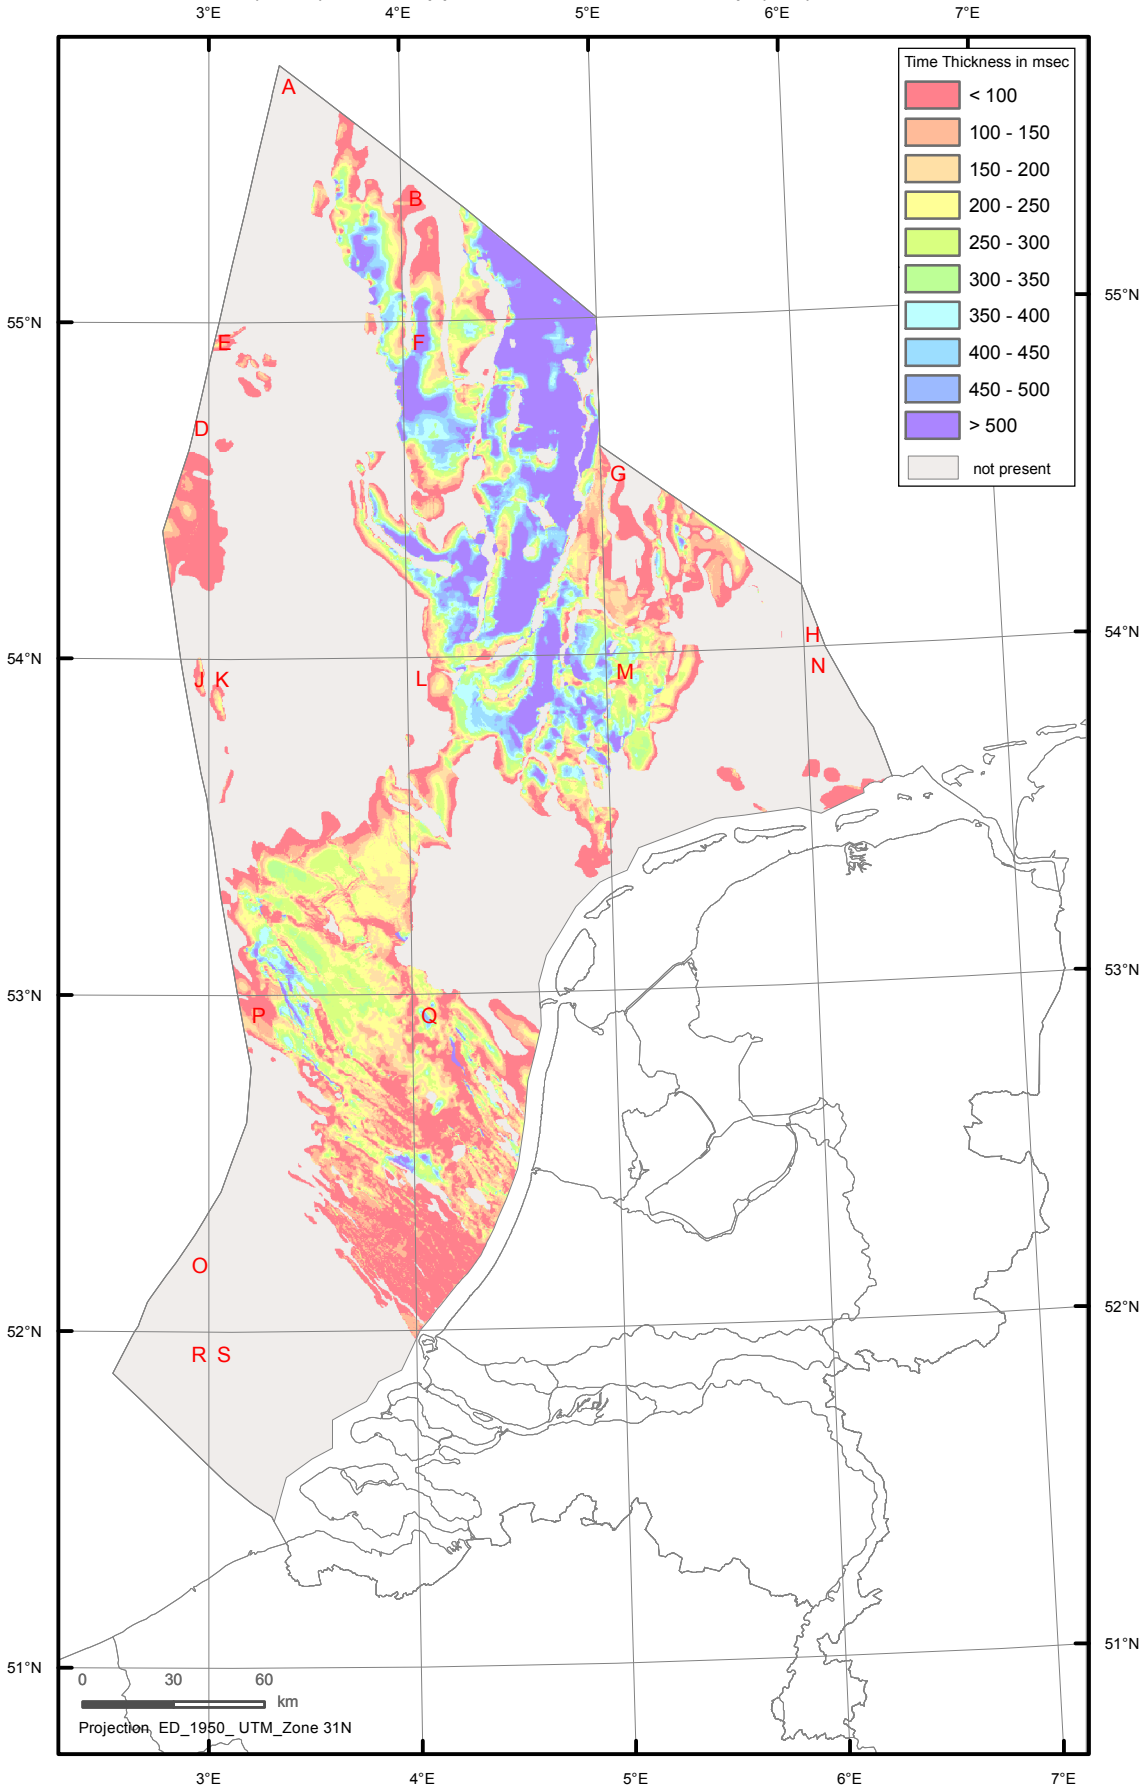 3°E 4°E 5°E 6°E 7°E
Time Thickness in msec
< 100
100 - 150
150 - 200
200 - 250
250 - 300
300 - 350
350 - 400
400 - 450
450 - 500
> 500
not present
A
B
55°N 55°N
E F
D
G
54°N 54°N
H
N
J K L M
53°N 53°N
P Q
O
52°N 52°N
R S
51°N 51°N
0 30 60
km
Projection ED_1950_ UTM_Zone 31N
3°E 4°E 5°E 6°E 7°E